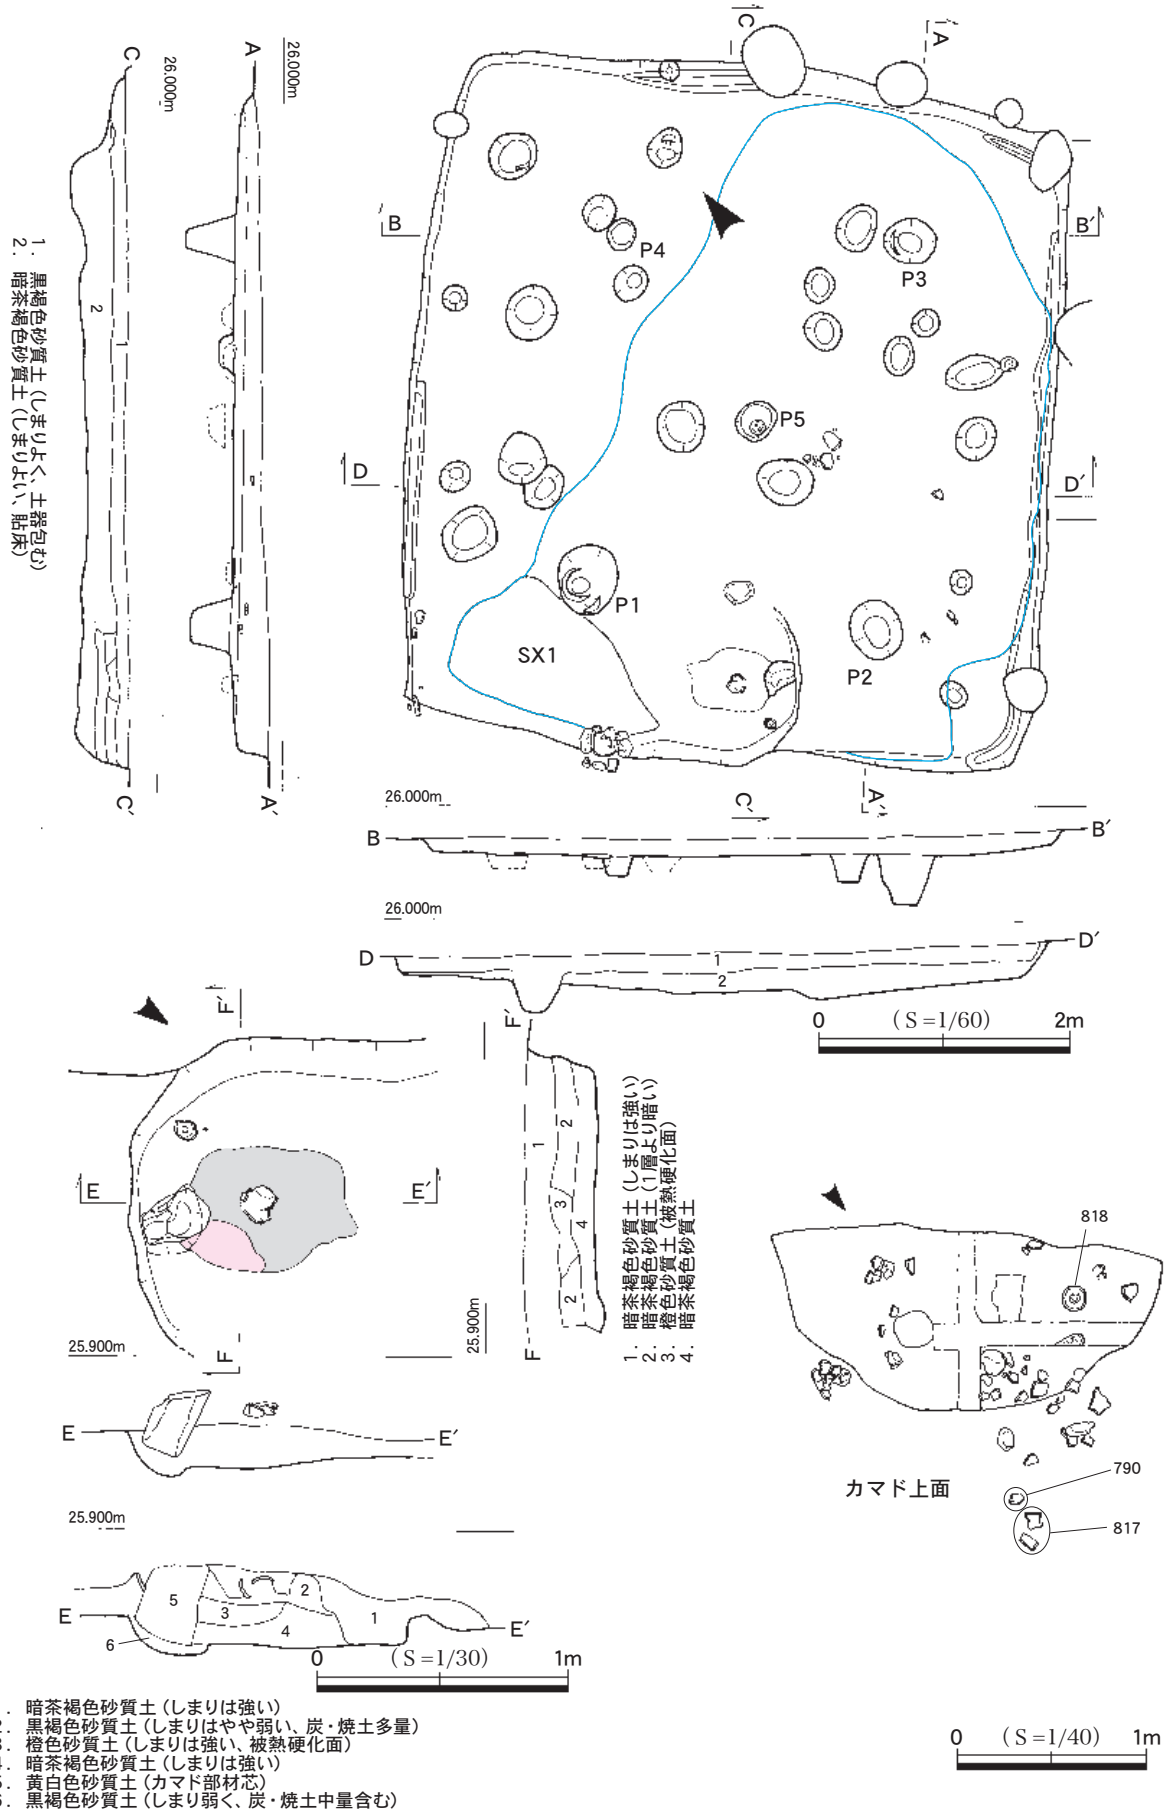 C
A
26.000m
26.000m
C
A
B
B′
P4
P3
P5
D
D′
P1
SX1
P2
1
2
1. 黒褐色砂質土(しまりよく、土器包む)
2. 暗茶褐色砂質土(しまりよい、貼床)
C′
A′
26.000m
C′
A′
B
B′
26.000m
D
D′
1
2
0
(S=1/60)
2m
F′
F′
E
E′
F
25.900m
1
2
3
4
2
F
25.900m
1. 暗茶褐色砂質土(しまりは強い)
2. 暗茶褐色砂質土(1層より暗い)
3. 橙色砂質土(被熱硬化面)
4. 暗茶褐色砂質土
E
E′
818
カマド上面
790
817
25.900m
E
E′
5
2
3
4
1
6
0
(S=1/30)
1m
. 暗茶褐色砂質土(しまりは強い)
2. 黒褐色砂質土(しまりはやや弱い、炭・焼土多量)
3. 橙色砂質土(しまりは強い、被熱硬化面)
4. 暗茶褐色砂質土(しまりは強い)
5. 黄白色砂質土(カマド部材芯)
6. 黒褐色砂質土(しまり弱く、炭・焼土中量含む)
0
(S=1/40)
1m